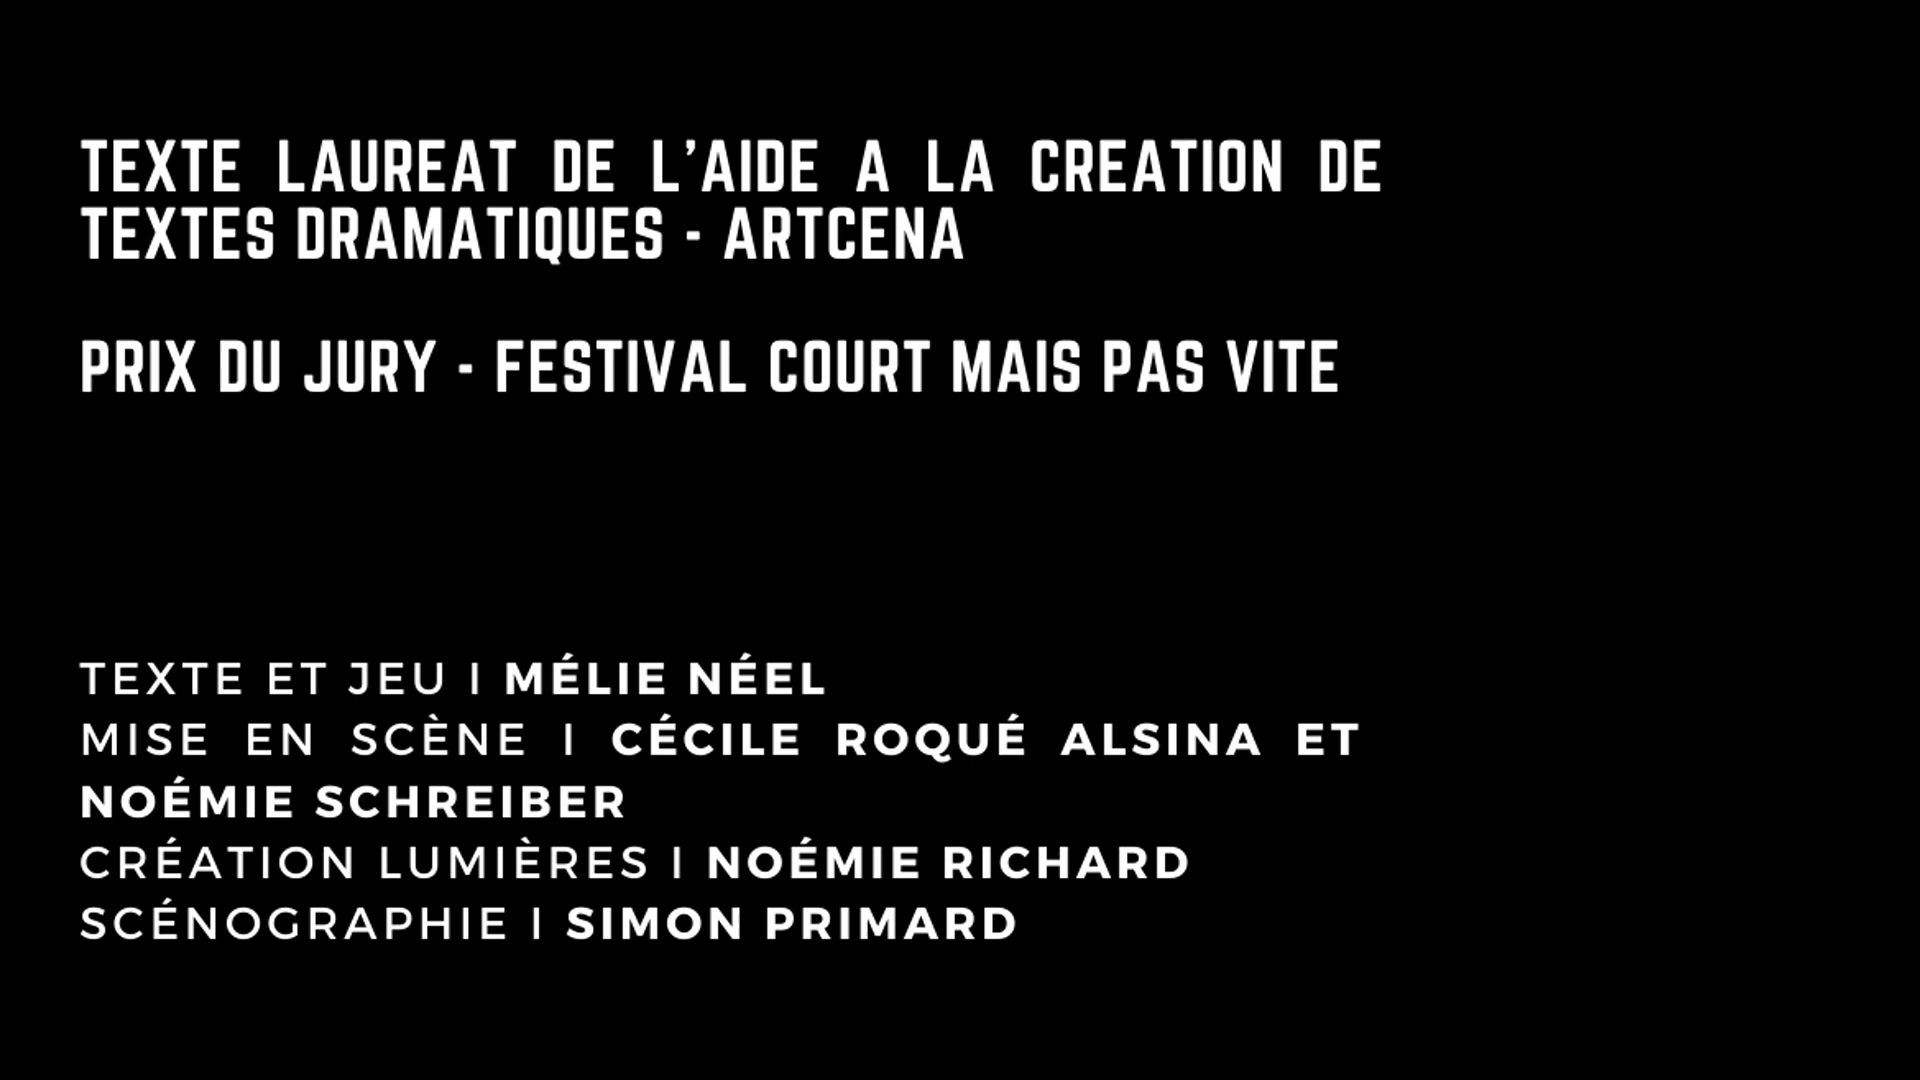 TEXTE LAUREAT DE L'AIDE A LA CREATION DE
TEXTES DRAMATIQUES - ARTCENA
PRIX DU JURY - FESTIVAL COURT MAIS PAS VITE
TEXTE ET JEU I MÉLIE NÉEL
MISE EN SCÈNE I CÉCILE ROQUÉ ALSINA ET
NOÉMIE SCHREIBER
CRÉATION LUMIÈRES I NOÉMIE RICHARD
SCÉNOGRAPHIE I SIMON PRIMARD